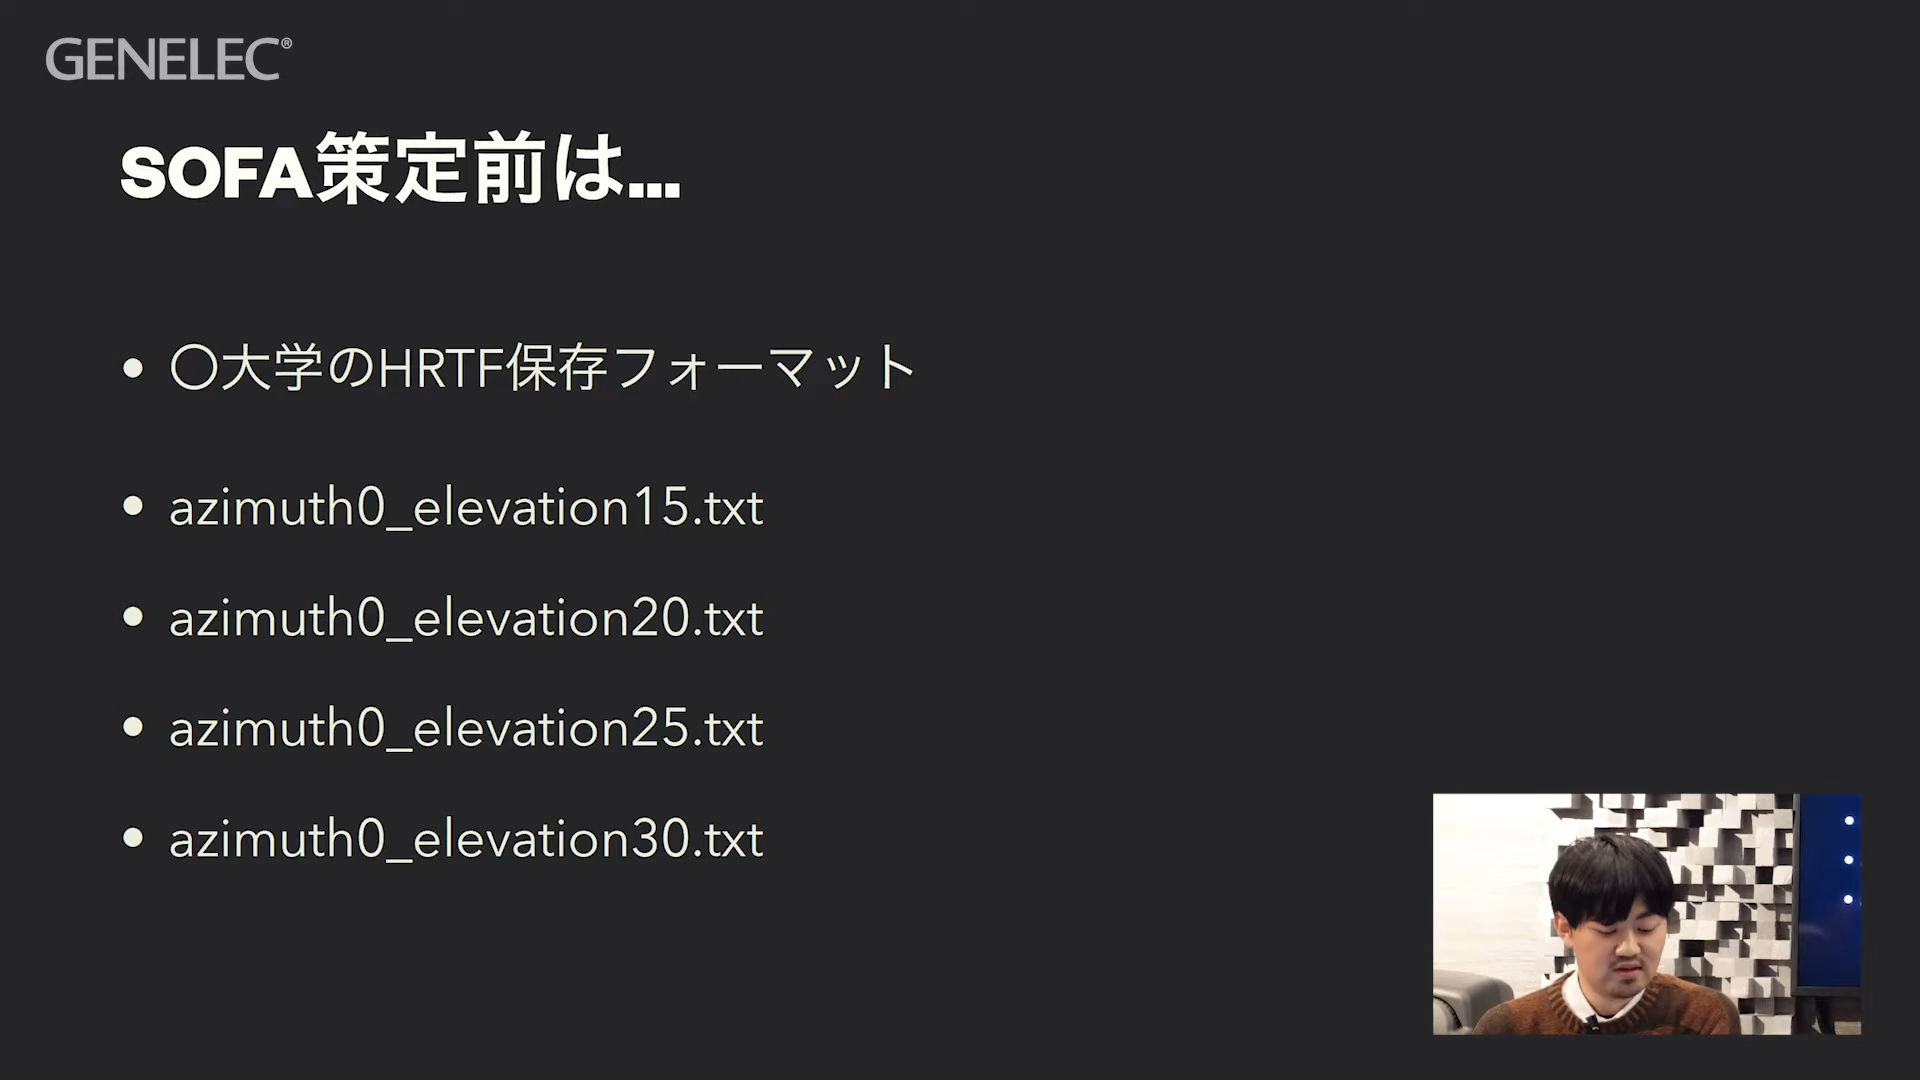 GENELEC®
SOFA策定前は...
• 〇大学のHRTF保存フォーマット
• azimuth0_elevation15.txt
• azimuth0_elevation20.txt
• azimuth0_elevation25.txt
• azimuth0_elevation30.txt